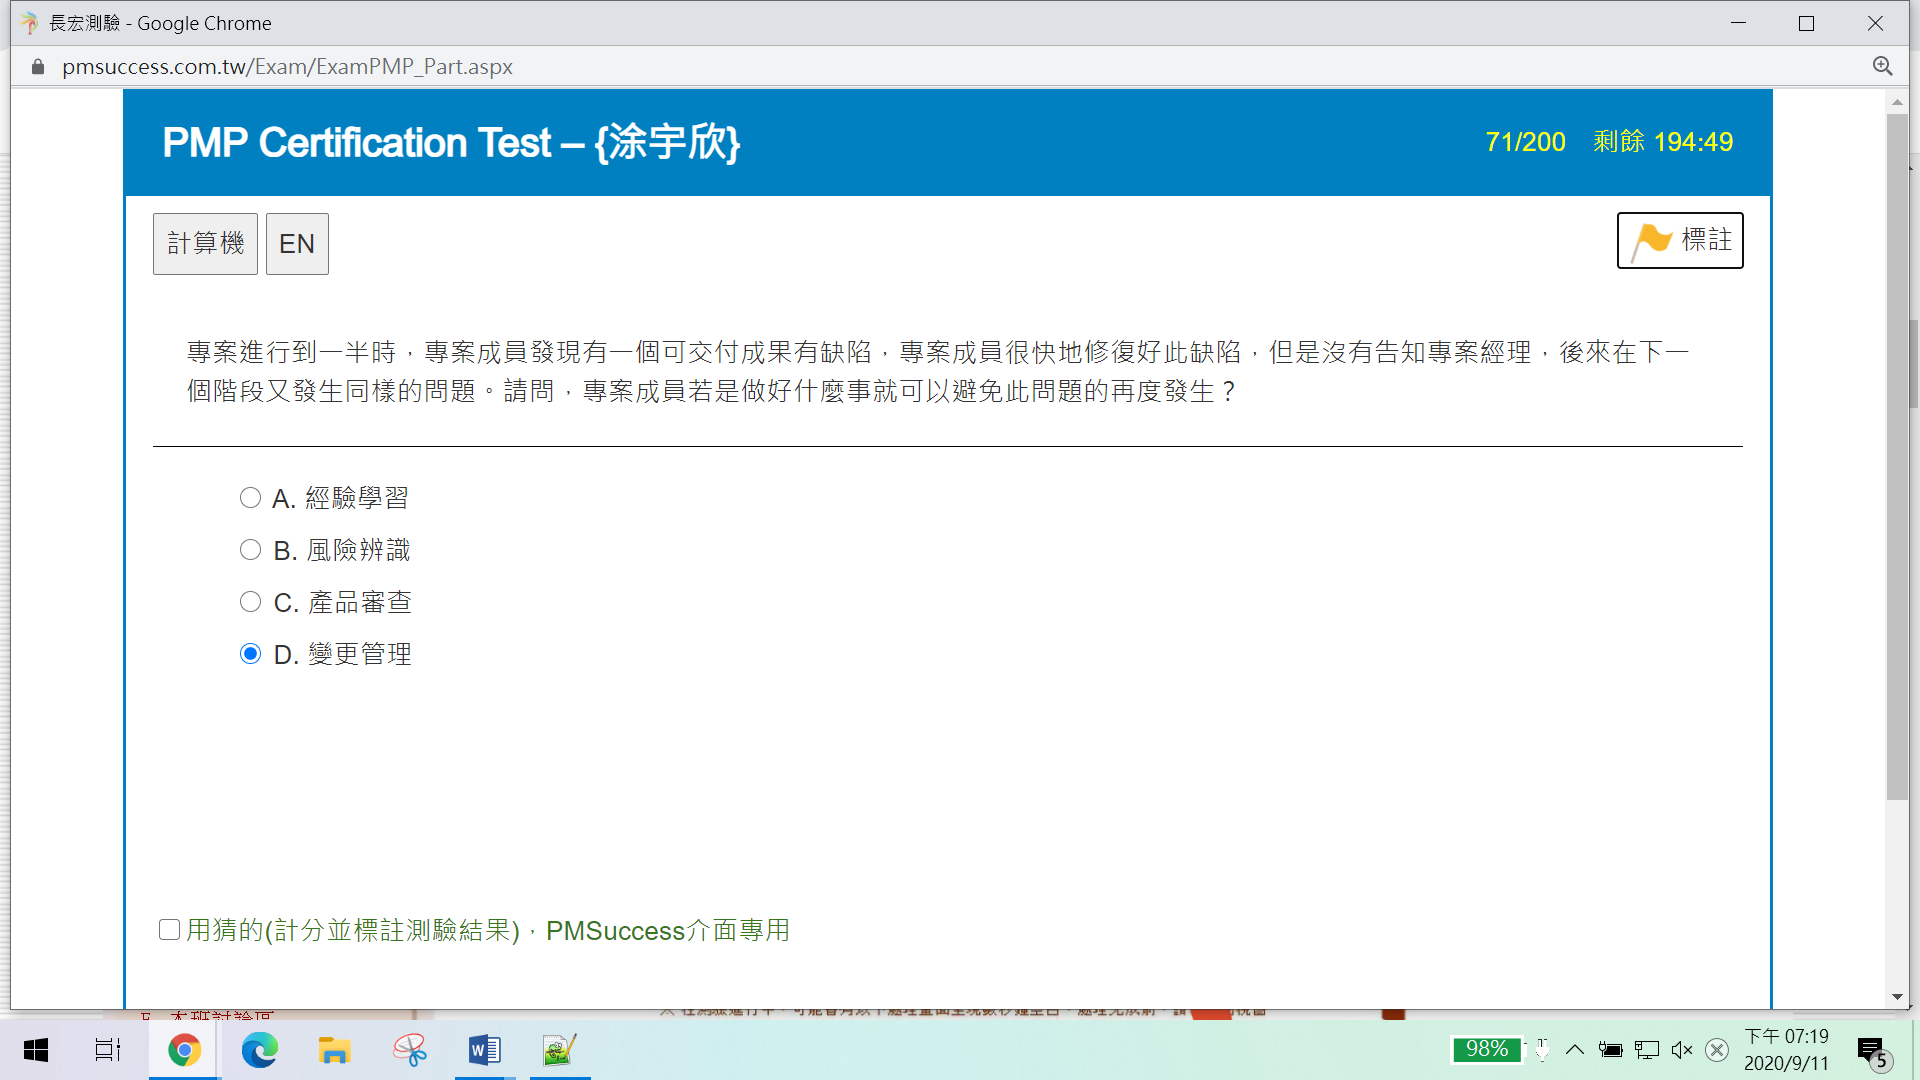 長宏測驗 - Google Chrome
pmsuccess.com.tw/Exam/ExamPMP_Part.aspx
PMP Certification Test – {涂宇欣}
71/200 剩餘 194:49
計算機 EN
標註
專案進行到一半時，專案成員發現有一個可交付成果有缺陷，專案成員很快地修復好此缺陷，但是沒有告知專案經理，後來在下一
個階段又發生同樣的問題。請問，專案成員若是做好什麼事就可以避免此問題的再度發生？
A. 經驗學習
B. 風險辨識
C. 產品審查
D. 變更管理
用猜的(計分並標註測驗結果)，PMSuccess介面專用
98%
下午 07:19
2020/9/11
5